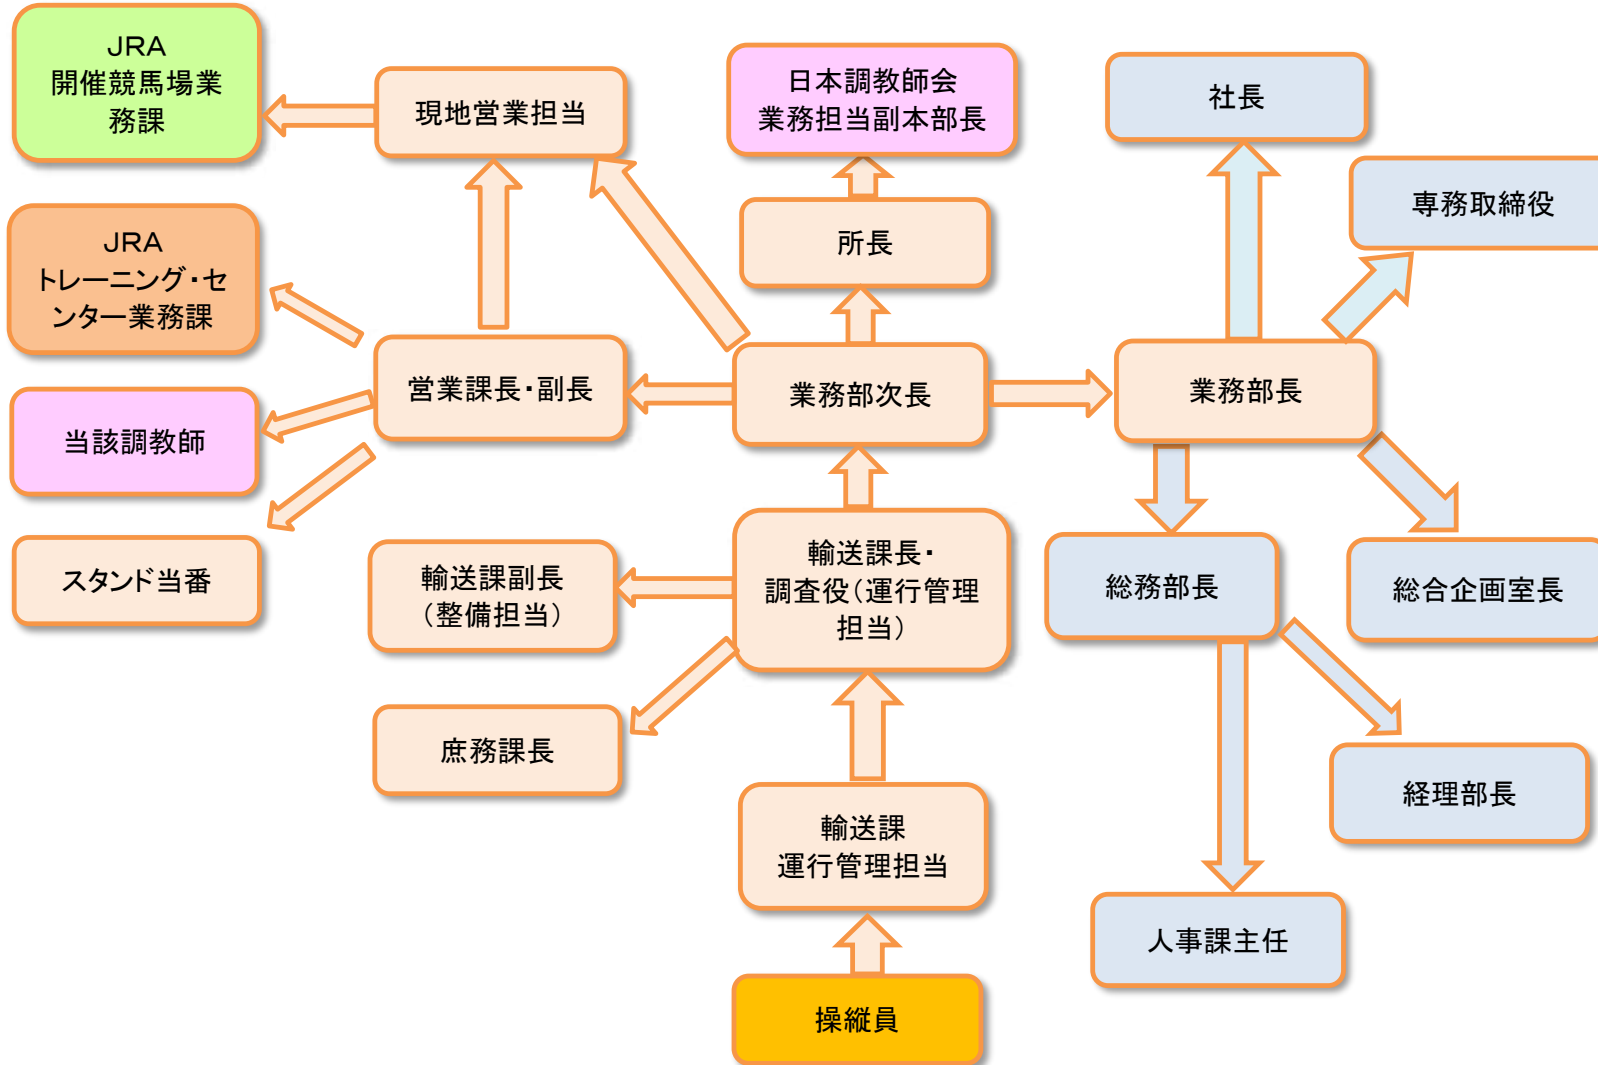 JRA
開催競馬場業
務課
現地営業担当
日本調教師会
業務担当副本部長
社長
専務取締役
JRA
トレーニング・セ
ンター業務課
所長
営業課長・副長
業務部次長
業務部長
当該調教師
スタンド当番
輸送課副長
（整備担当）
輸送課長・
調査役（運行管理
担当）
総務部長
総合企画室長
庶務課長
輸送課
運行管理担当
経理部長
人事課主任
操縦員